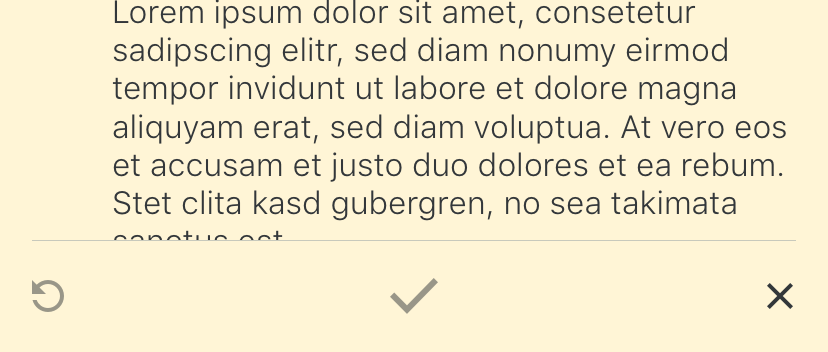 Lorem ipsum dolor sit amet, consetetur
sadipscing elitr, sed diam nonumy eirmod
tempor invidunt ut labore et dolore magna
aliquyam erat, sed diam voluptua. At vero eos
et accusam et justo duo dolores et ea rebum.
Stet clita kasd gubergren, no sea takimata
sanctus est